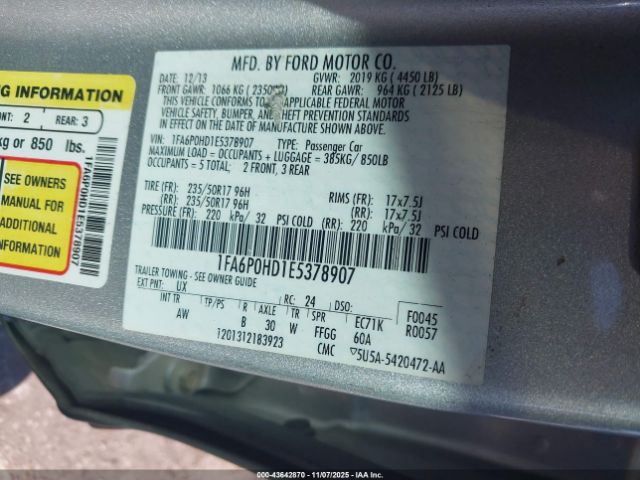 NG INFORMATION
NT: 2 REAR: 3
kg or 850 lbs.
SEE OWNERS
MANUAL FOR
ADDITIONAL
INFORMATION
1FA6P0HD1E5378907
MFD. BY FORD MOTOR CO.
DATE: 12/13 GVWR: 2019 KG ( 4450 LB)
FRONT GAWR: 1066 KG ( 2350 REAR GAWR: 964 KG ( 2125 LB)
THIS VEHICLE CONFORMS TO APPLICABLE FEDERAL MOTOR
VEHICLE SAFETY, BUMPER, AND THEFT PREVENTION STANDARDS
IN EFFECT ON THE DATE OF MANUFACTURE SHOWN ABOVE.
VIN: 1FA6P0HD1E5378907 TYPE: Passenger Car
MAXIMUM LOAD = OCCUPANTS + LUGGAGE = 385KG/ 850LB
OCCUPANTS = 5 TOTAL; 2 FRONT, 3 REAR
TIRE (FR): 235/50R17 96H RIMS (FR): 17x7.5J
(RR): 235/50R17 96H (RR): 17x7.5J
PRESSURE (FR): 220 kPa/ 32 PSI COLD (RR): 220 kPa/ 32 PSI COLD
1FA6P0HD1E5378907
TRAILER TOWING - SEE OWNER GUIDE
EXT PNT: UX RC: 24 DSO: F0045
INT TR TP/PS R AXLE TR SPR EC71K R0057
AW B 30 W FFGG 60A
1201312183923 CMC ▽5U5A-5420472-AA
000-43642870 - 11/07/2025 - IAA Inc.